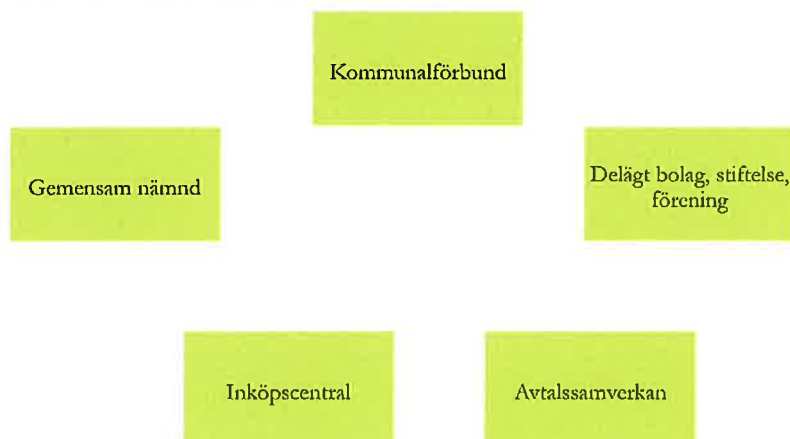 Kommunalförbund
Gemensam nämnd
Delägt bolag, stiftelse,
förening
Inköpscentral
Avtalssamverkan